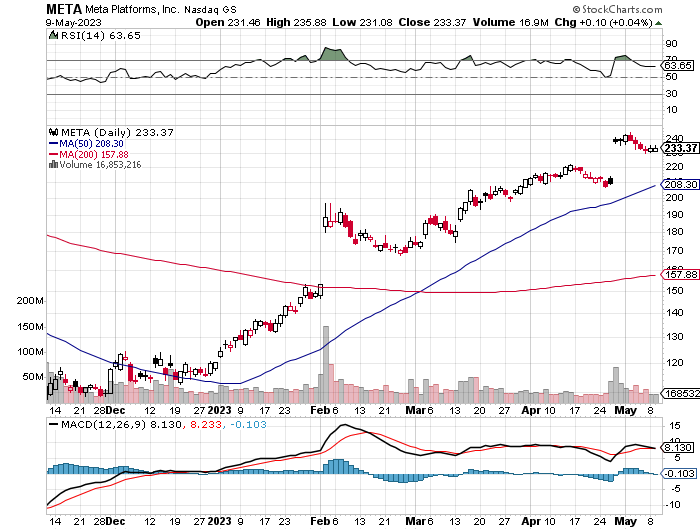 META Meta Platforms, Inc. Nasdaq GS © StockCharts.com
9-May-2023 Open 231.46 High 235.88 Low 231.08 Close 233.37 Volume 16.9M Chg +0.10 (+0.04%)
RSI(14) 63.65
90
70
63.65
50
30
10
META (Daily) 233.37
MA(50) 208.30
MA(200) 157.88
Volume 16,853,216
240
233.37
220
210
208.30
200
190
180
170
160
157.88
150
140
130
120
168532
200M
150M
100M
50M
14 21 28 Dec 12 19 27 2023 9 17 23 Feb 6 13 21 Mar 6 13 20 27 Apr 10 17 24 May 8
MACD(12,26,9) 8.130, 8.233, -0.103
15
10
8.130
5
-0.103
-5
-10
14 21 28 Dec 12 19 27 2023 9 17 23 Feb 6 13 21 Mar 6 13 20 27 Apr 10 17 24 May 8